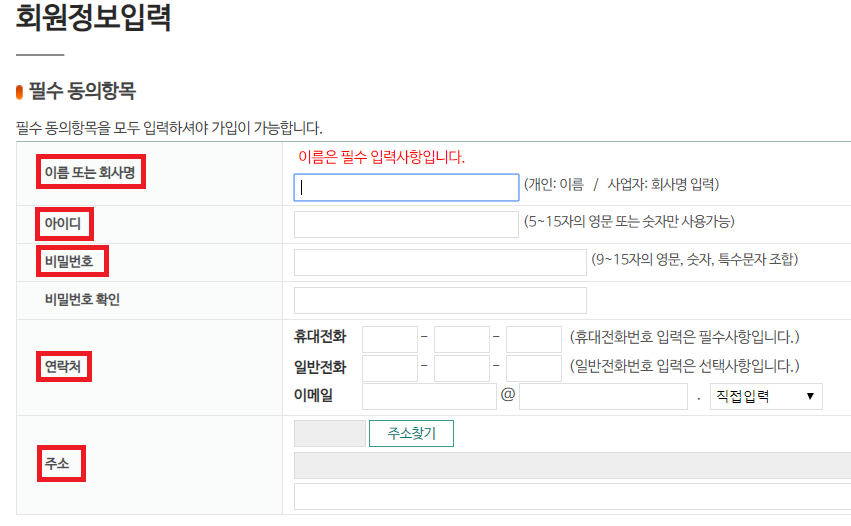 회원정보입력
필수 동의항목
필수 동의항목을 모두 입력하셔야 가입이 가능합니다.
이름은 필수 입력사항입니다.
이름 또는 회사명
(개인: 이름 / 사업자: 회사명 입력)
아이디
(5~15자의 영문 또는 숫자만 사용가능)
비밀번호
(9~15자의 영문, 숫자, 특수문자 조합)
비밀번호 확인
연락처
휴대전화 - - (휴대전화번호 입력은 필수사항입니다.)
일반전화 - - (일반전화번호 입력은 선택사항입니다.)
이메일 @ . 직접입력 ▼
주소
주소찾기